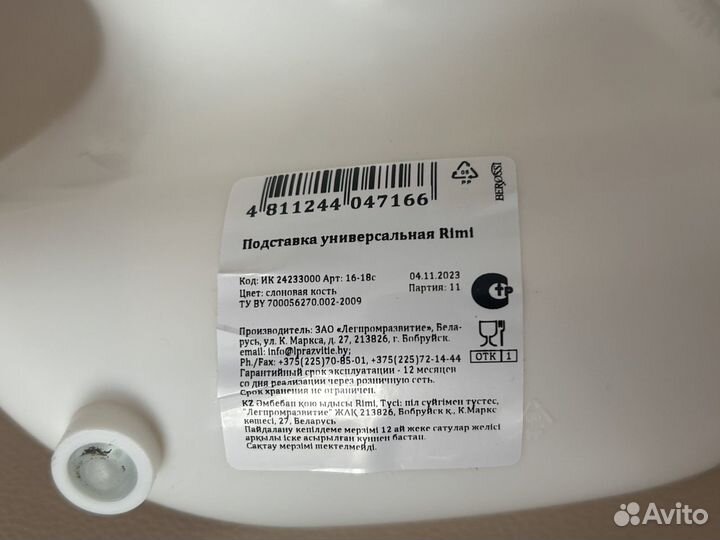 4 811244 047166
05
PP
BEROSSI
Подставка универсальная Rimi
Код: ИК 24233000 Арт: 16-18с
Цвет: слоновая кость
ТУ BY 700056270.002-2009
04.11.2023
Партия: 11
Производитель: ЗАО «Легпромразвитие», Бела-
русь, ул. К. Маркса, д. 27, 213826, г. Бобруйск.
email: info@lprazvitie.by;
Ph./Fax: +375(225)70-85-01, +375(225)72-14-44
Гарантийный срок эксплуатации - 12 месяцев
со дня реализации через розничную сеть.
Срок хранения не ограничен.
ОТК 1
KZ Әмбебап қою ыдысы Rimi, Түсі: піл сүйгімен түстес,
"Легпромразвитие" ЖАҚ 213826, Бобруйск қ., К.Маркс
көшесі, 27, Беларусь
Пайдалану кепілдеме мерзімі 12 ай жеке сатулар желісі
арқылы іске асырылған күннен бастап.
Сақтау мерзімі шектелмейді.
Avito